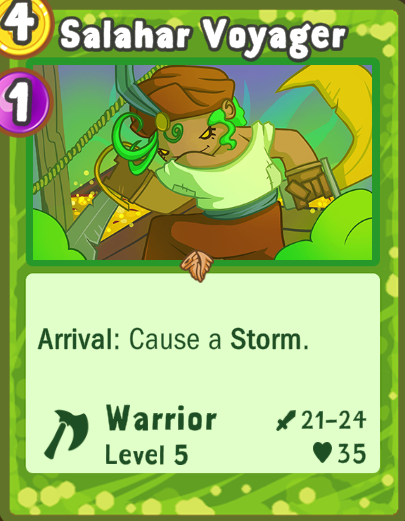 4
Salahar Voyager
1
Arrival: Cause a Storm.
Warrior
21–24
Level 5
35